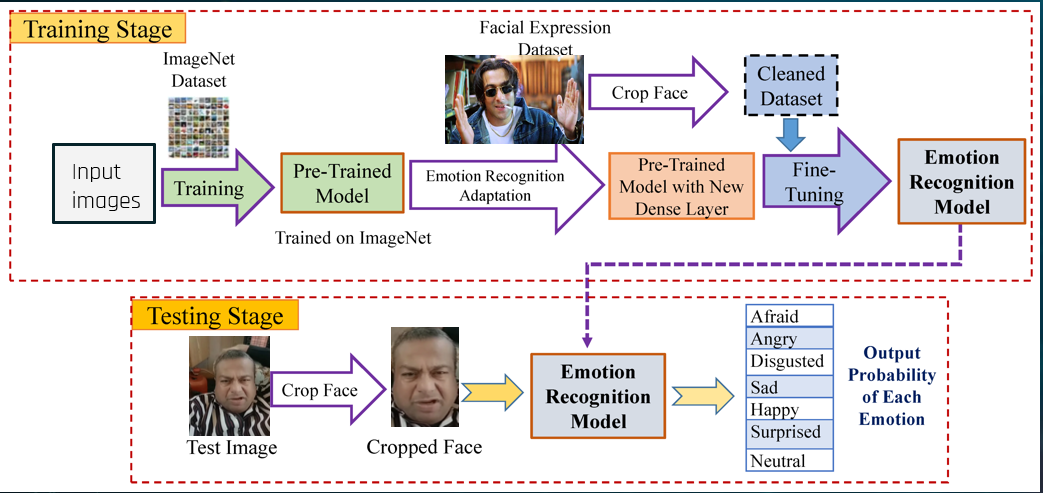 Training Stage
ImageNet
Dataset
Facial Expression
Dataset
Crop Face
Cleaned
Dataset
Input
images
Training
Pre-Trained
Model
Trained on ImageNet
Emotion Recognition
Adaptation
Pre-Trained
Model with New
Dense Layer
Fine-
Tuning
Emotion
Recognition
Model
Testing Stage
Test Image
Crop Face
Cropped Face
Emotion
Recognition
Model
Afraid
Angry
Disgusted
Sad
Happy
Surprised
Neutral
Output
Probability
of Each
Emotion